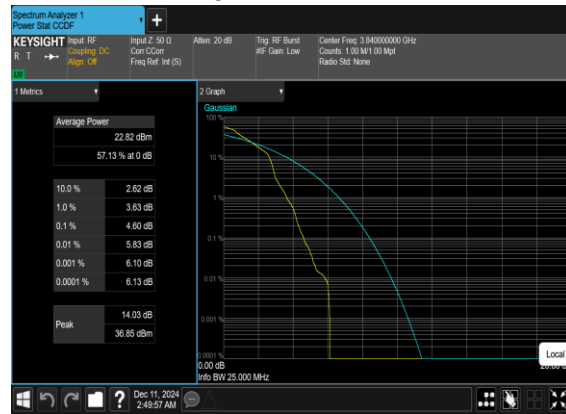 Spectrum Analyzer 1
Power Stat CCDF
+
KEYSIGHT
R T
LXI
Input: RF
Coupling: DC
Align: Off
Input Z: 50 Ω
Corr CCorr
Freq Ref: Int (S)
Atten: 20 dB
Trig: RF Burst
#IF Gain: Low
Center Freq: 3.840000000 GHz
Counts: 1.00 M/1.00 Mpt
Radio Std: None
1 Metrics
Average Power
22.82 dBm
57.13 % at 0 dB
10.0 % 2.62 dB
1.0 % 3.63 dB
0.1 % 4.60 dB
0.01 % 5.83 dB
0.001 % 6.10 dB
0.0001 % 6.13 dB
Peak 14.03 dB
36.85 dBm
2 Graph
Gaussian
100 %
10 %
1 %
0.1 %
0.01 %
0.001 %
0.0001 %
0.00 dB
Info BW 25.000 MHz
Local
?
Dec 11, 2024
2:49:57 AM